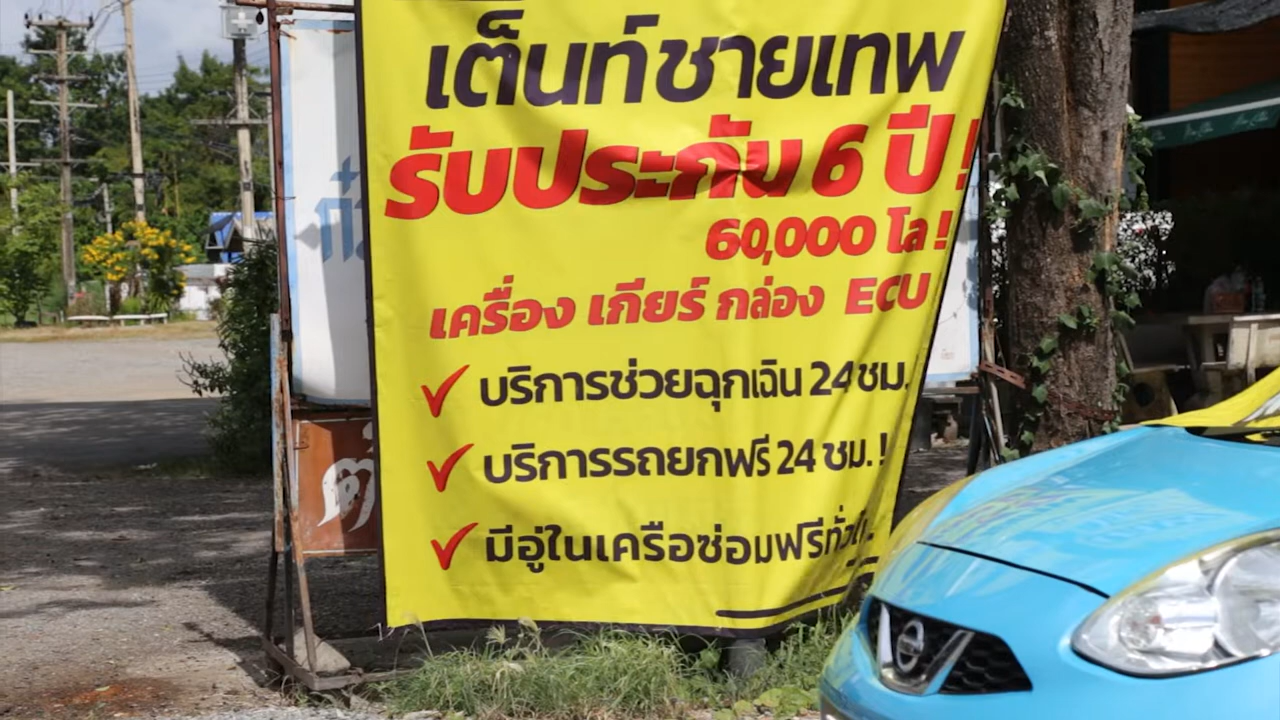 เต็นท์ชายเทพ
รับประกัน 6 ปี !
60,000 โล !
เครื่อง เกียร์ กล่อง ECU
บริการช่วยฉุกเฉิน 24 ชม.
บริการรถยกฟรี 24 ชม. !
มีอู่ในเครือซ่อมฟรี